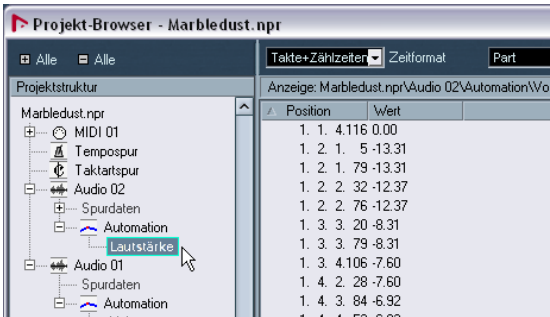 Projekt-Browser - Marbledust.npr
Alle Alle
Takte+Zählzeiten Zeitformat Part
Projektstruktur
Anzeige: Marbledust.npr\Audio 02\Automation\Vo
Position Wert
Marbledust.npr
MIDI 01
Tempospur
Taktartspur
Audio 02
Spurdaten
Automation
Lautstärke
Audio 01
Spurdaten
Automation
1. 1. 4.116 0.00
1. 2. 1. 5 -13.31
1. 2. 1. 79 -13.31
1. 2. 2. 32 -12.37
1. 2. 2. 76 -12.37
1. 3. 3. 20 -8.31
1. 3. 3. 79 -8.31
1. 3. 4.106 -7.60
1. 4. 2. 28 -7.60
1. 4. 3. 84 -6.92